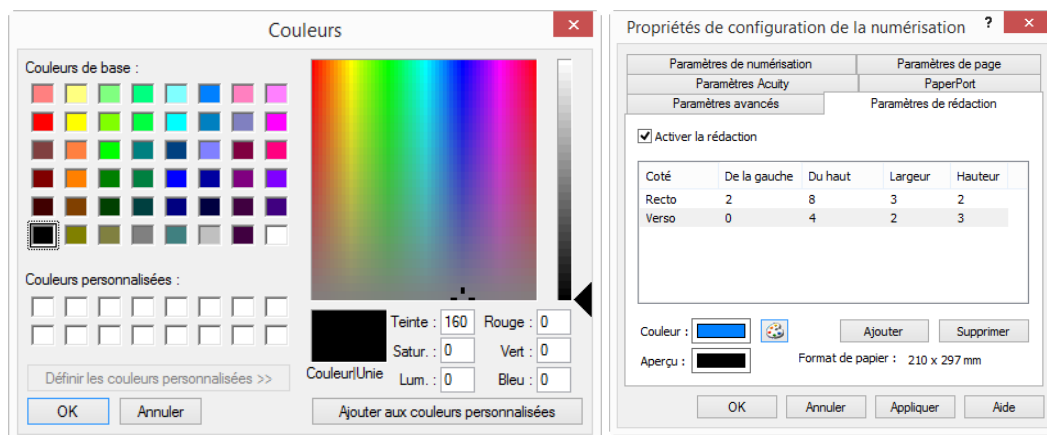 Couleurs
Couleurs de base :
Couleurs personnalisées :
Définir les couleurs personnalisées >>
OK Annuler
Teinte : 160 Rouge : 0
Satur. : 0 Vert : 0
Couleur|Unie Lum. : 0 Bleu : 0
Ajouter aux couleurs personnalisées
Propriétés de configuration de la numérisation ?
Paramètres de numérisation Paramètres de page
Paramètres Acuity PaperPort
Paramètres avancés Paramètres de rédaction
Activer la rédaction
Coté De la gauche Du haut Largeur Hauteur
Recto 2 8 3 2
Verso 0 4 2 3
Couleur : Ajouter Supprimer
Aperçu : Format de papier : 210 x 297 mm
OK Annuler Appliquer Aide